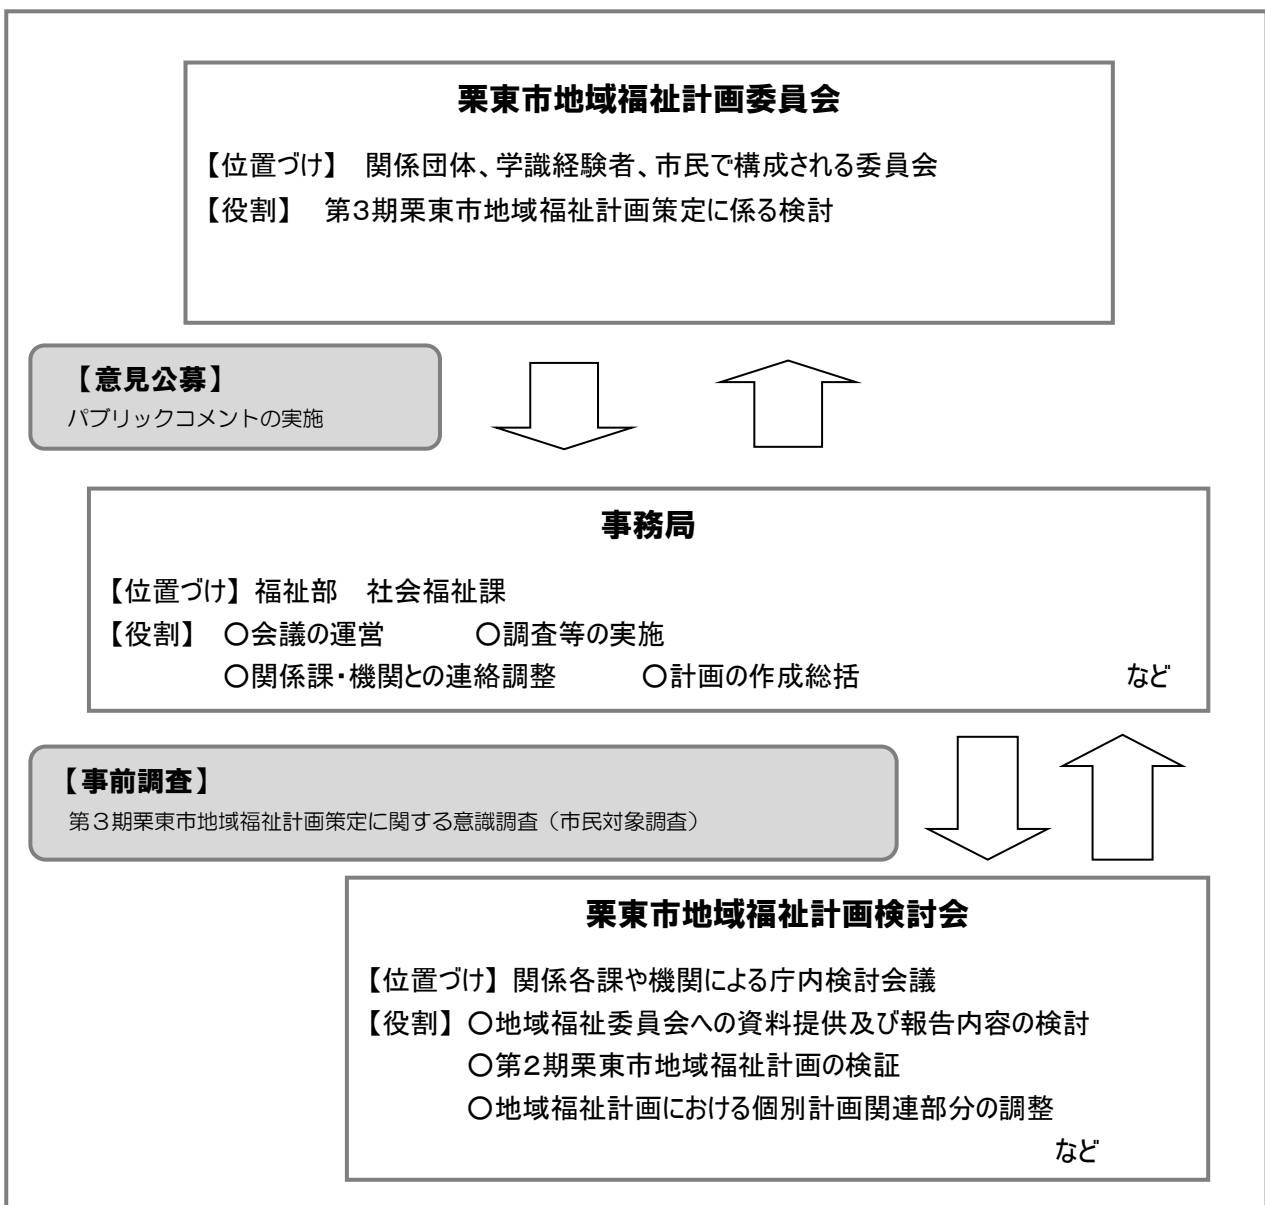 栗東市地域福祉計画委員会
【位置づけ】　関係団体、学識経験者、市民で構成される委員会
【役割】　第3期栗東市地域福祉計画策定に係る検討
【意見公募】
パブリックコメントの実施
事務局
【位置づけ】福祉部　社会福祉課
【役割】　〇会議の運営　　　〇調査等の実施
〇関係課・機関との連絡調整　　　〇計画の作成総括　　　など
【事前調査】
第３期栗東市地域福祉計画策定に関する意識調査（市民対象調査）
栗東市地域福祉計画検討会
【位置づけ】関係各課や機関による庁内検討会議
【役割】〇地域福祉委員会への資料提供及び報告内容の検討
〇第2期栗東市地域福祉計画の検証
〇地域福祉計画における個別計画関連部分の調整
など